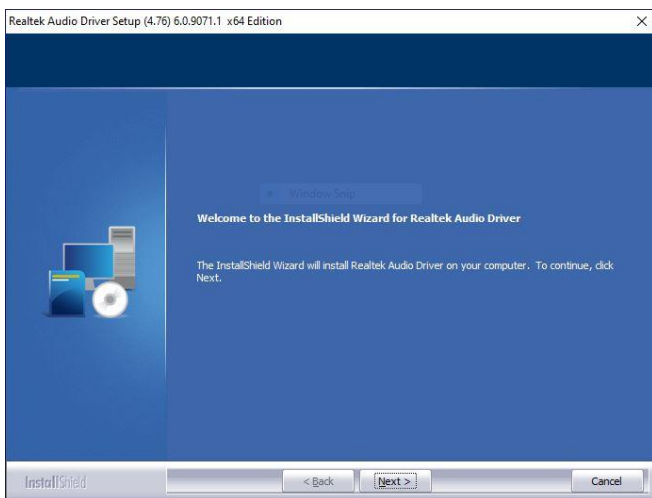 Realtek Audio Driver Setup (4.76) 6.0.9071.1 x64 Edition
Window Snip
Welcome to the InstallShield Wizard for Realtek Audio Driver
The InstallShield Wizard will install Realtek Audio Driver on your computer. To continue, click
Next.
InstallShield
< Back
Next >
Cancel